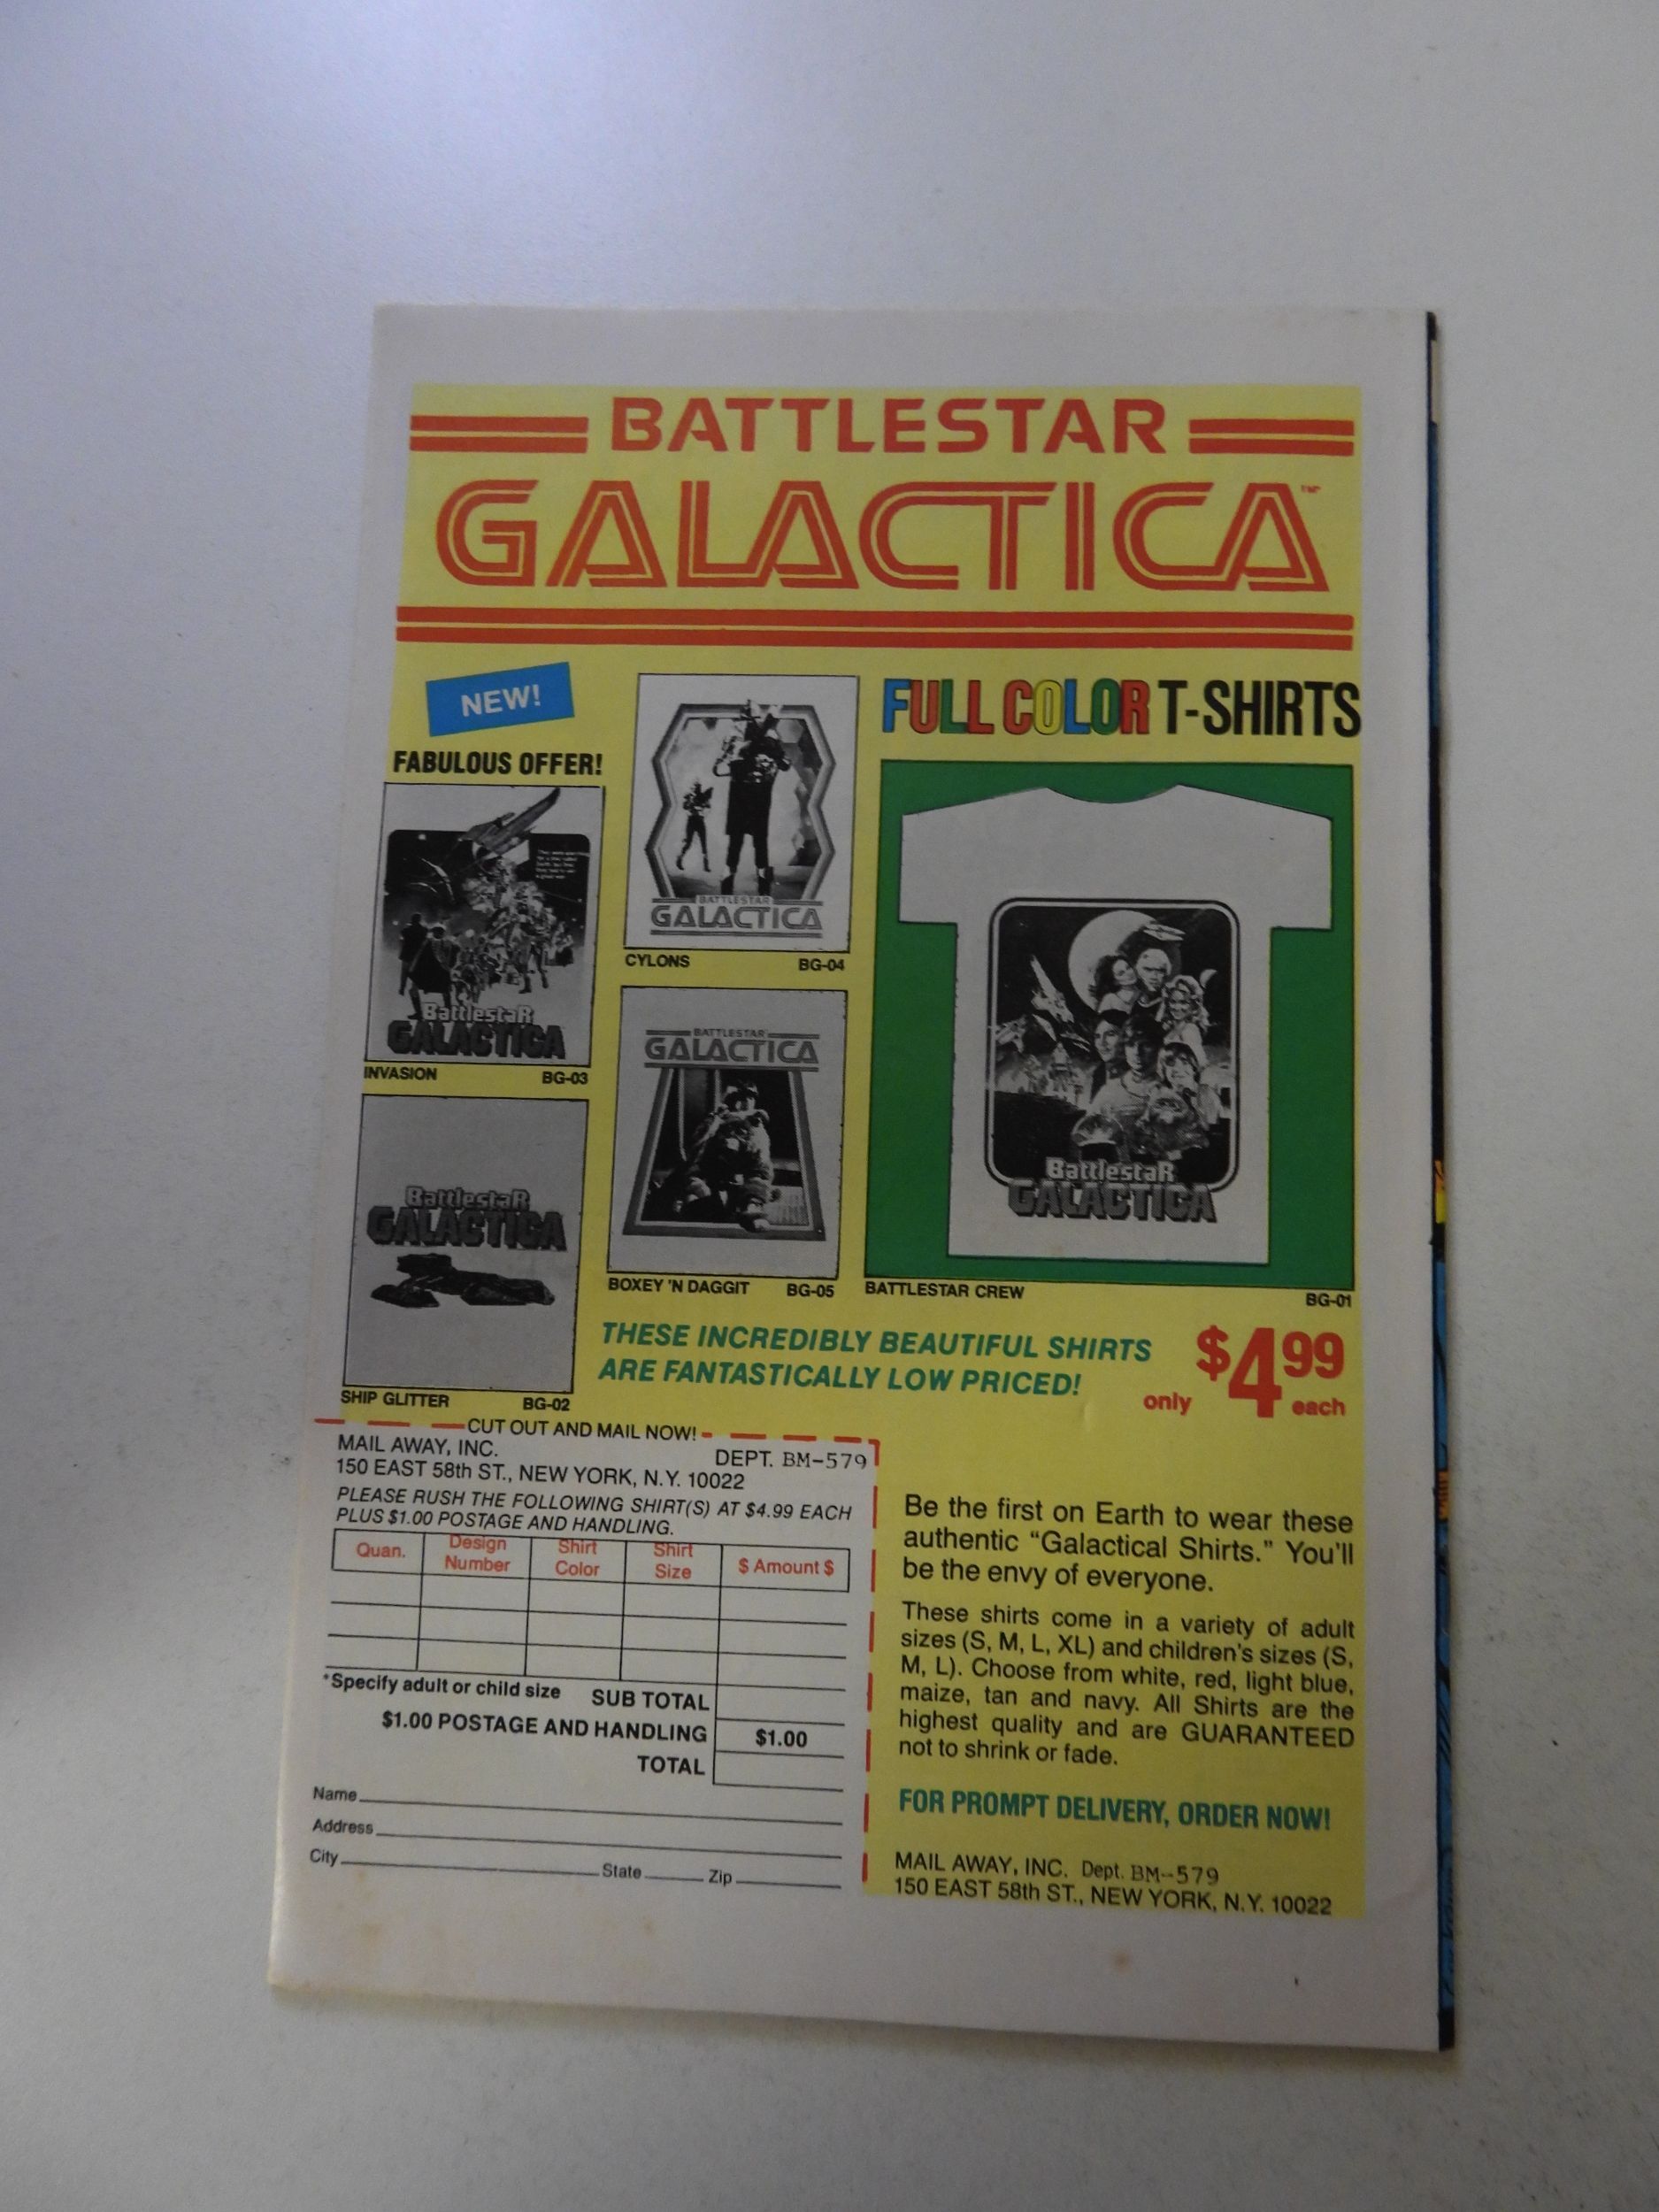 BATTLESTAR
GALACTICA™
NEW!
FABULOUS OFFER!
FULL COLOR T-SHIRTS
BattlestaR
GALACTICA
INVASION BG-03
BATTLESTAR
GALACTICA
CYLONS BG-04
BattlestaR
GALACTICA
SHIP GLITTER BG-02
BATTLESTAR
GALACTICA
BOXEY 'N DAGGIT BG-05
BattlestaR
GALACTICA
BATTLESTAR CREW BG-01
THESE INCREDIBLY BEAUTIFUL SHIRTS
ARE FANTASTICALLY LOW PRICED!
only $4.99 each
CUT OUT AND MAIL NOW!
MAIL AWAY, INC. DEPT. BM-579
150 EAST 58th ST., NEW YORK, N.Y. 10022
PLEASE RUSH THE FOLLOWING SHIRT(S) AT $4.99 EACH
PLUS $1.00 POSTAGE AND HANDLING.
Quan. Design Number Shirt Color Shirt Size $ Amount $
*Specify adult or child size SUB TOTAL
$1.00 POSTAGE AND HANDLING $1.00
TOTAL
Name
Address
City State Zip
Be the first on Earth to wear these
authentic “Galactical Shirts.” You'll
be the envy of everyone.
These shirts come in a variety of adult
sizes (S, M, L, XL) and children's sizes (S,
M, L). Choose from white, red, light blue,
maize, tan and navy. All Shirts are the
highest quality and are GUARANTEED
not to shrink or fade.
FOR PROMPT DELIVERY, ORDER NOW!
MAIL AWAY, INC. Dept. BM-579
150 EAST 58th ST., NEW YORK, N.Y. 10022